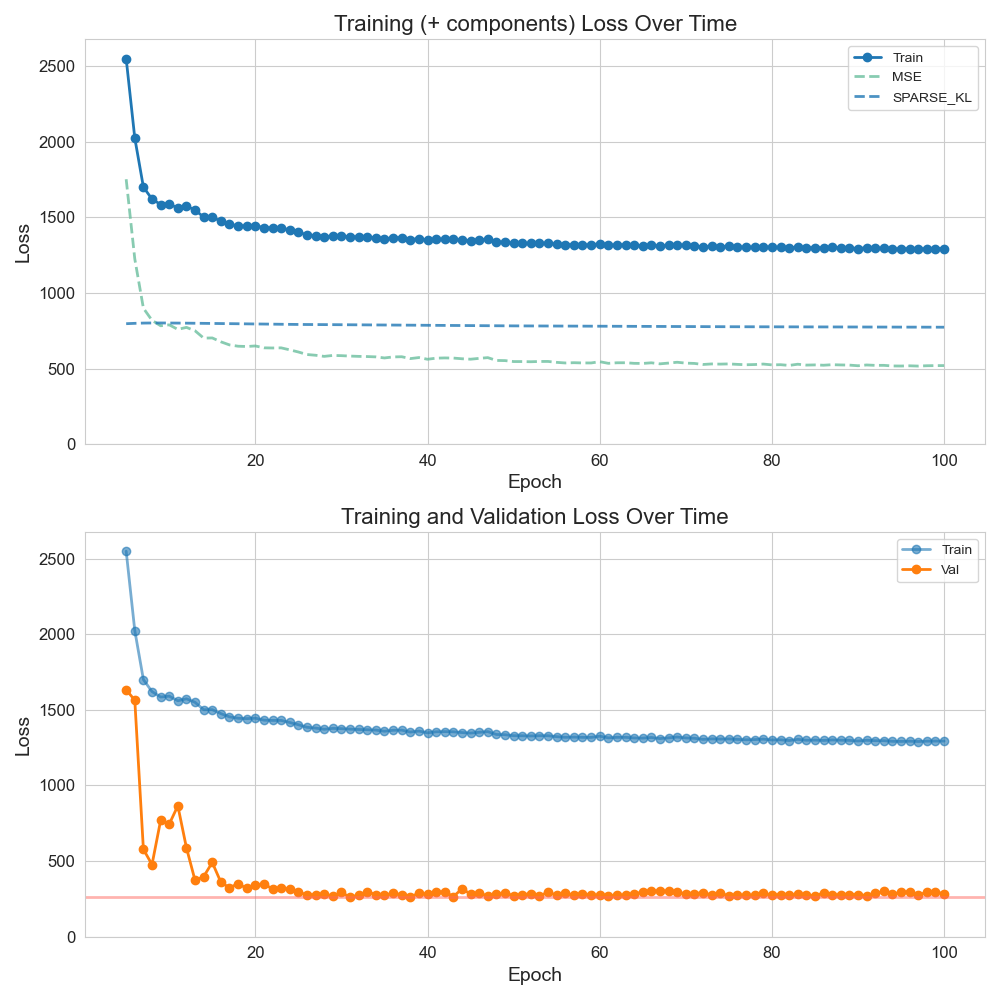 Training (+ components) Loss Over Time
Train
MSE
SPARSE_KL
Loss
2500
2000
1500
1000
500
0
20
40
60
80
100
Epoch
Training and Validation Loss Over Time
Train
Val
Loss
2500
2000
1500
1000
500
0
20
40
60
80
100
Epoch